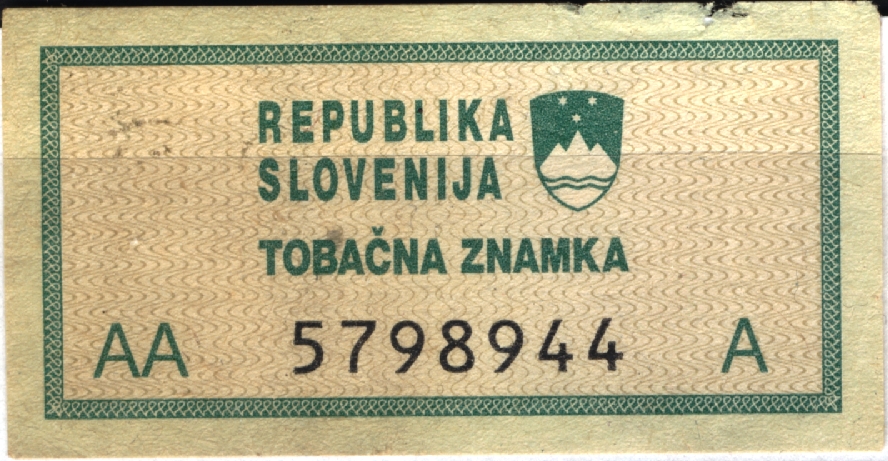 REPUBLIKA
SLOVENIJA
TOBAČNA ZNAMKA
AA 5798944 A